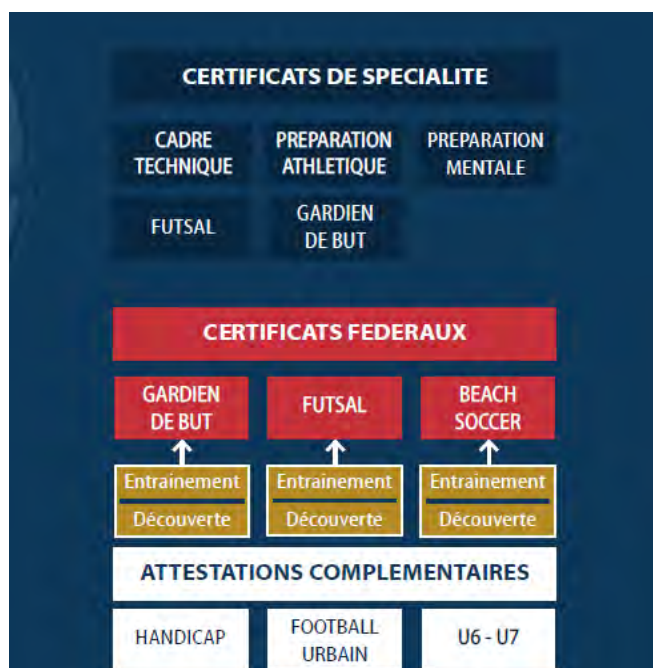 CERTIFICATS DE SPECIALITE
CADRE TECHNIQUE
PREPARATION ATHLETIQUE
PREPARATION MENTALE
FUTSAL
GARDIEN DE BUT
CERTIFICATS FEDERAUX
GARDIEN DE BUT
FUTSAL
BEACH SOCCER
Entrainement
Découverte
Entrainement
Découverte
Entrainement
Découverte
ATTESTATIONS COMPLEMENTAIRES
HANDICAP
FOOTBALL URBAIN
U6 - U7